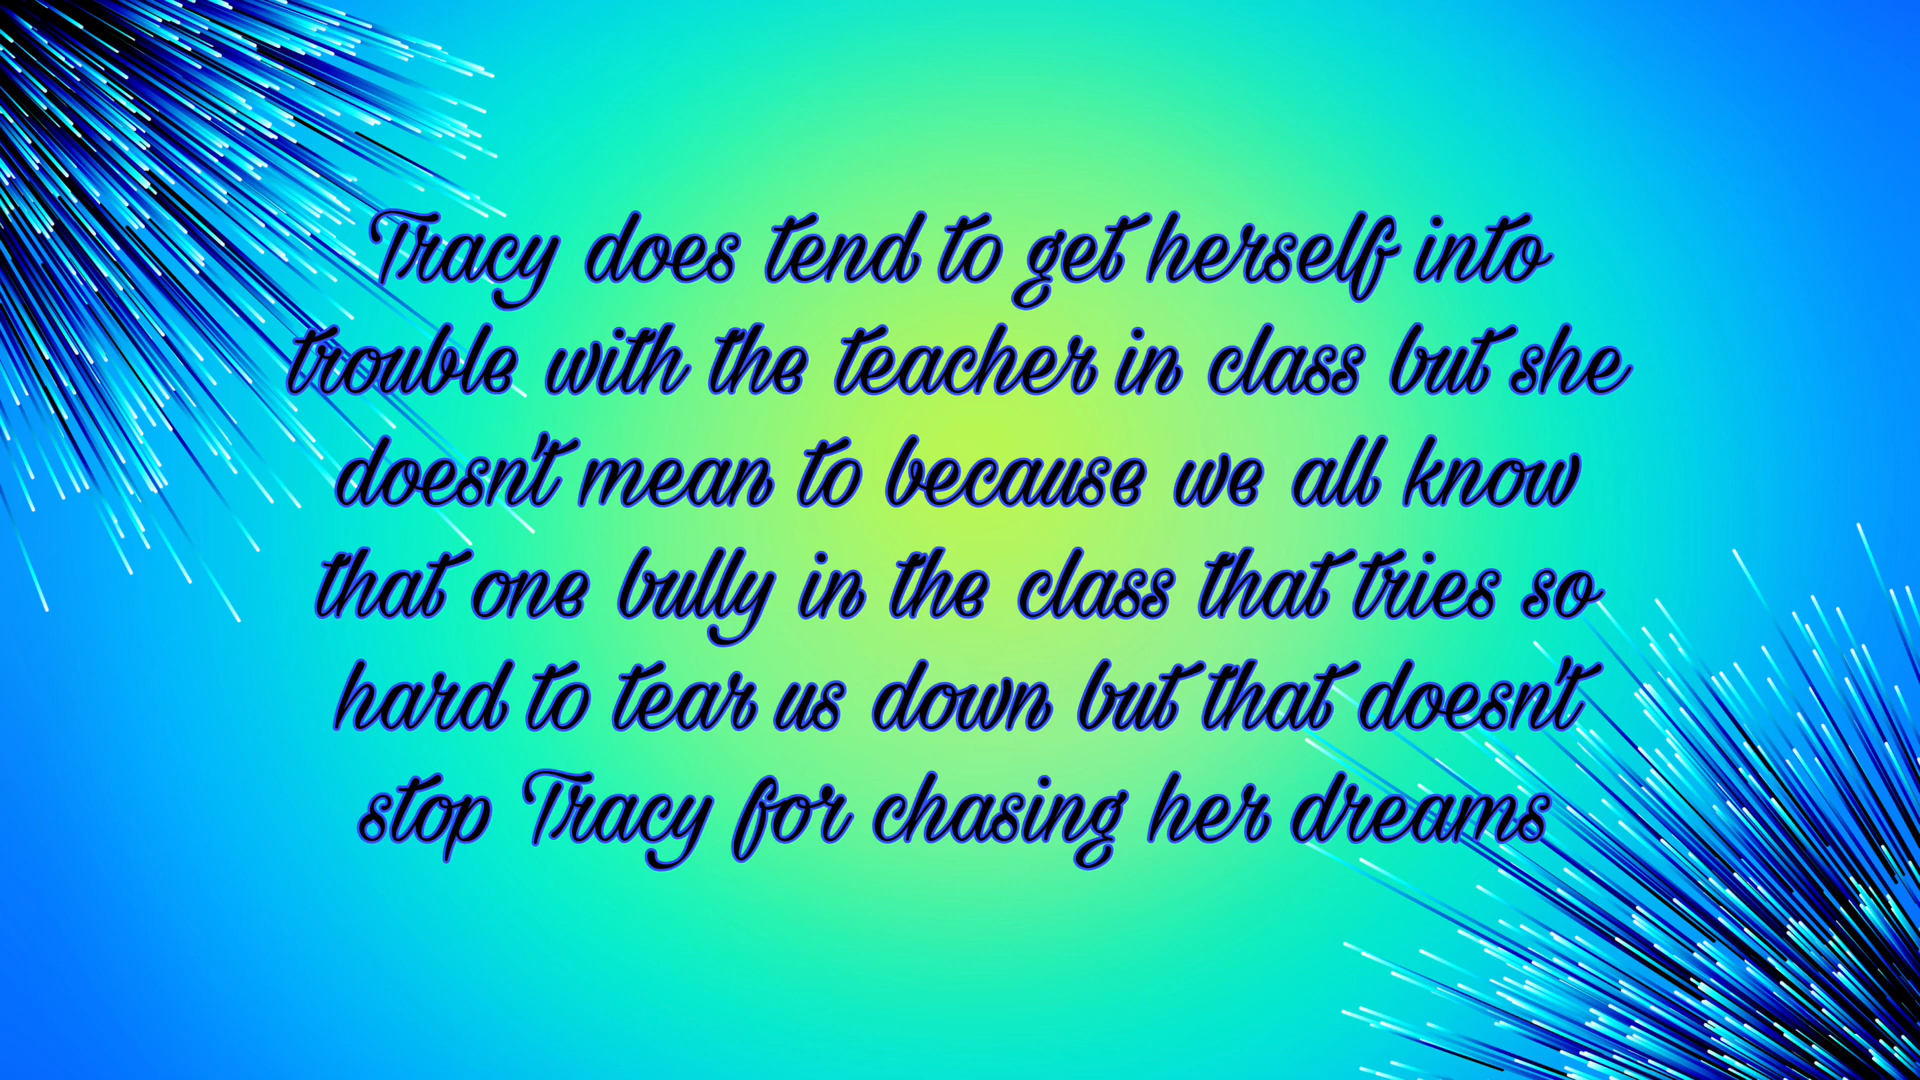 Tracy does tend to get herself into
trouble with the teacher in class but she
doesn't mean to because we all know
that one bully in the class that tries so
hard to tear us down but that doesn't
stop Tracy for chasing her dreams